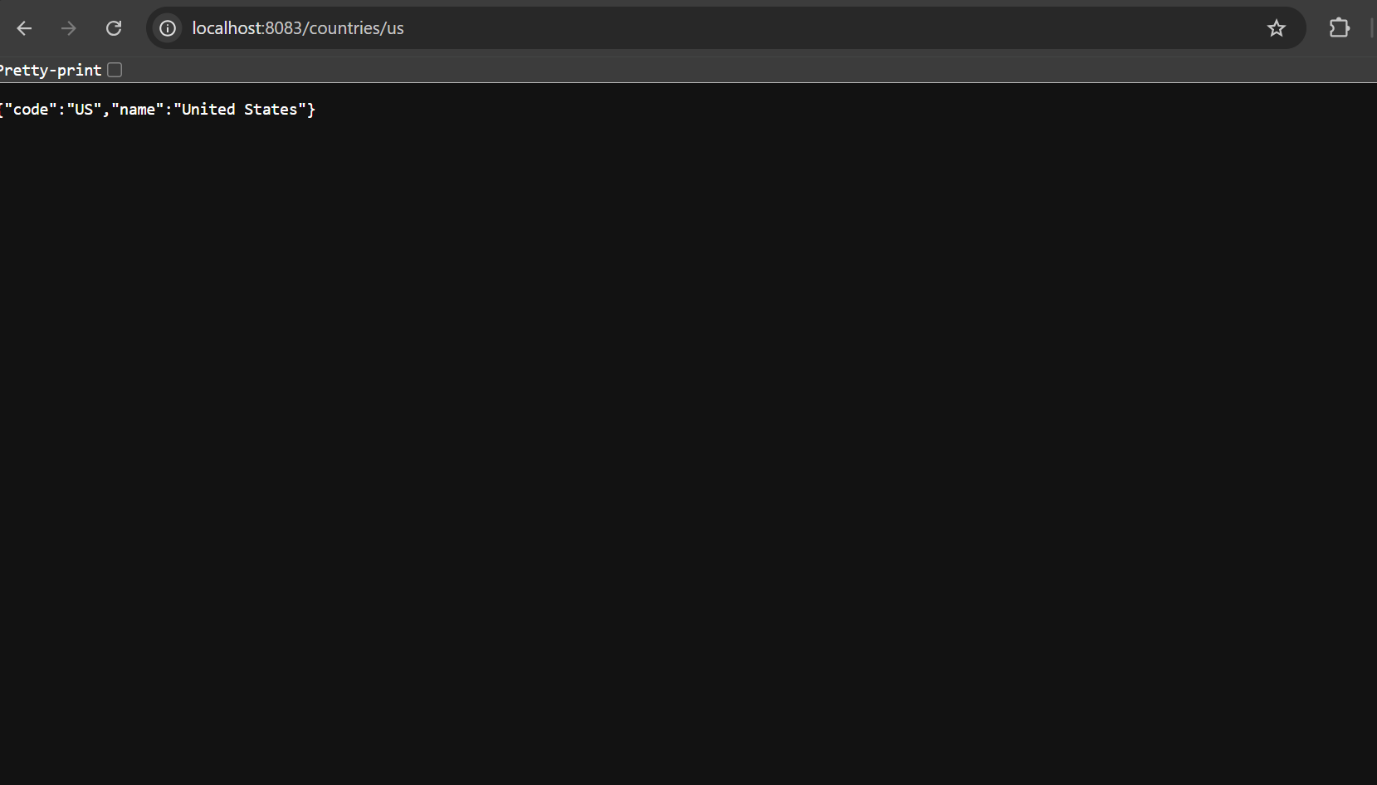 localhost:8083/countries/us
Pretty-print
{"code":"US","name":"United States"}